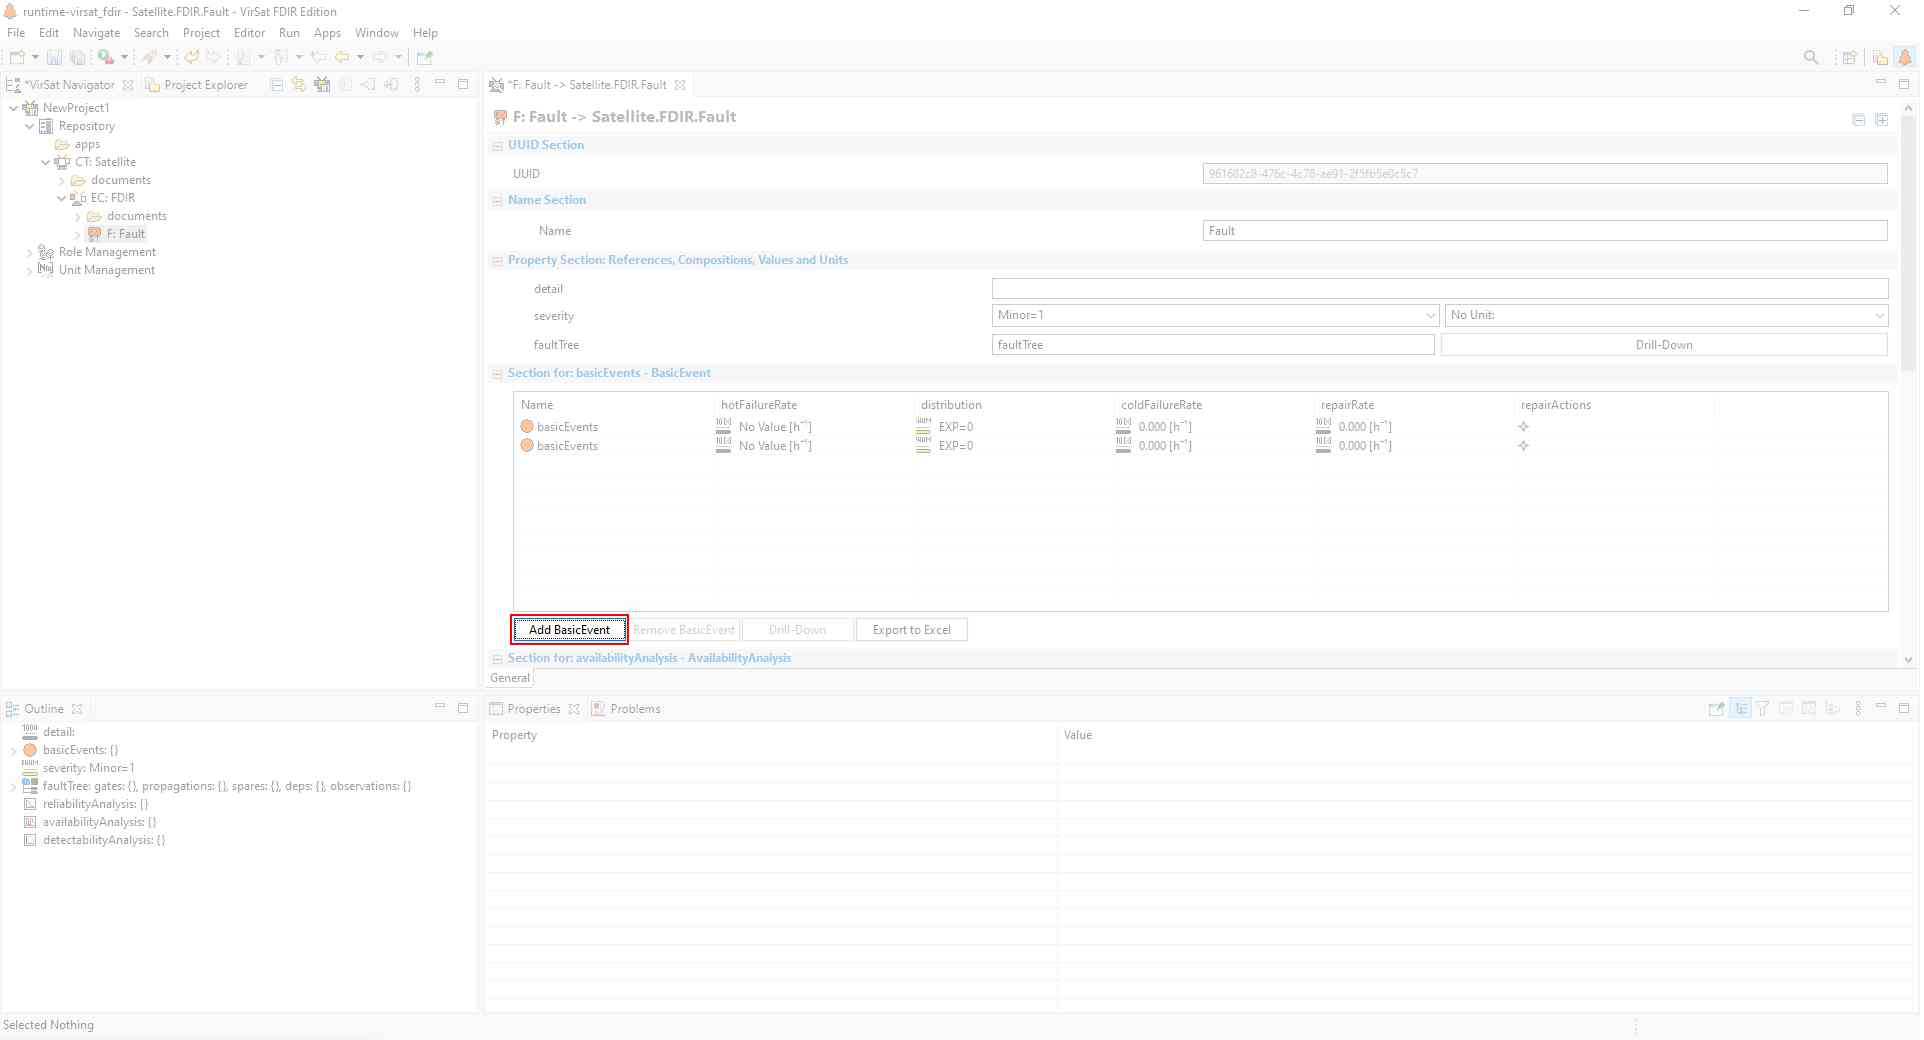 runtime-virsat_fdir - Satellite.FDIR.Fault - VirSat FDIR Edition
File Edit Navigate Search Project Editor Run Apps Window Help
*VirSat Navigator Project Explorer
NewProject1
Repository
apps
CT: Satellite
documents
EC: FDIR
documents
F: Fault
Role Management
Unit Management
*F: Fault -> Satellite.FDIR.Fault
F: Fault -> Satellite.FDIR.Fault
UUID Section
UUID 961682c8-476c-4c78-ae91-2f5fb5e0c5c7
Name Section
Name Fault
Property Section: References, Compositions, Values and Units
detail
severity Minor=1 No Unit:
faultTree faultTree Drill-Down
Section for: basicEvents - BasicEvent
Name hotFailureRate distribution coldFailureRate repairRate repairActions
basicEvents No Value [h⁻¹] EXP=0 0.000 [h⁻¹] 0.000 [h⁻¹]
basicEvents No Value [h⁻¹] EXP=0 0.000 [h⁻¹] 0.000 [h⁻¹]
Add BasicEvent Remove BasicEvent Drill-Down Export to Excel
Section for: availabilityAnalysis - AvailabilityAnalysis
General
Outline
detail:
basicEvents: {}
severity: Minor=1
faultTree: gates: {}, propagations: {}, spares: {}, deps: {}, observations: {}
reliabilityAnalysis: {}
availabilityAnalysis: {}
detectabilityAnalysis: {}
Properties Problems
Property Value
Selected Nothing